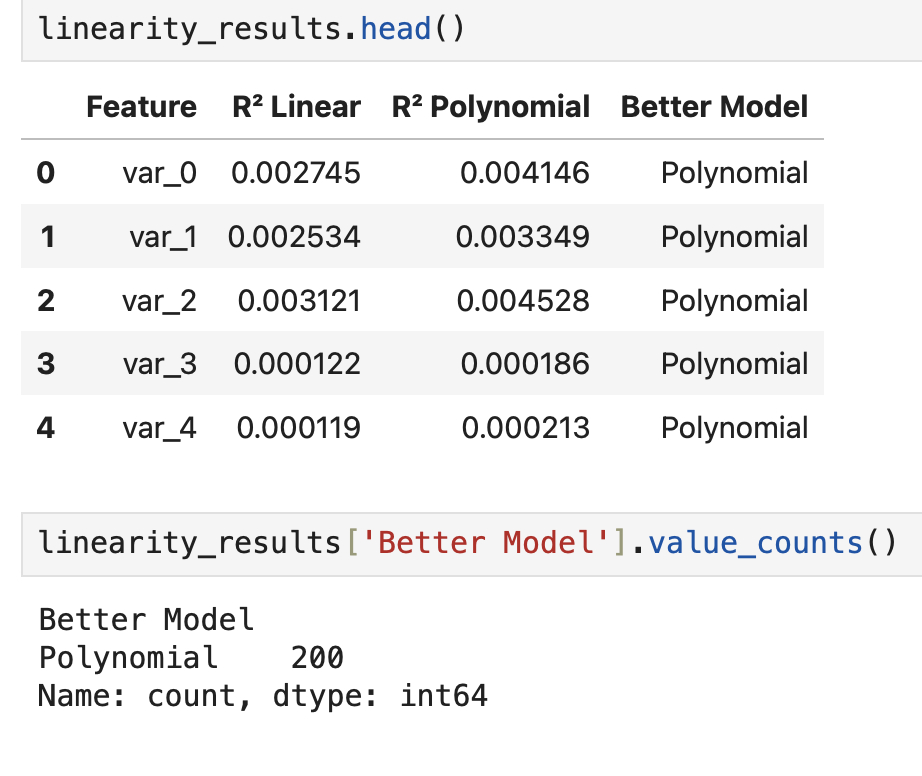 linearity_results.head()
Feature R² Linear R² Polynomial Better Model
0 var_0 0.002745 0.004146 Polynomial
1 var_1 0.002534 0.003349 Polynomial
2 var_2 0.003121 0.004528 Polynomial
3 var_3 0.000122 0.000186 Polynomial
4 var_4 0.000119 0.000213 Polynomial
linearity_results['Better Model'].value_counts()
Better Model
Polynomial    200
Name: count, dtype: int64